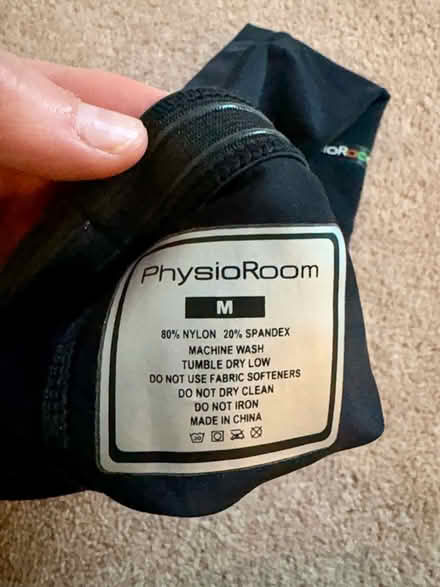 PhysioRoom
M
80% NYLON 20% SPANDEX
MACHINE WASH
TUMBLE DRY LOW
DO NOT USE FABRIC SOFTENERS
DO NOT DRY CLEAN
DO NOT IRON
MADE IN CHINA
30